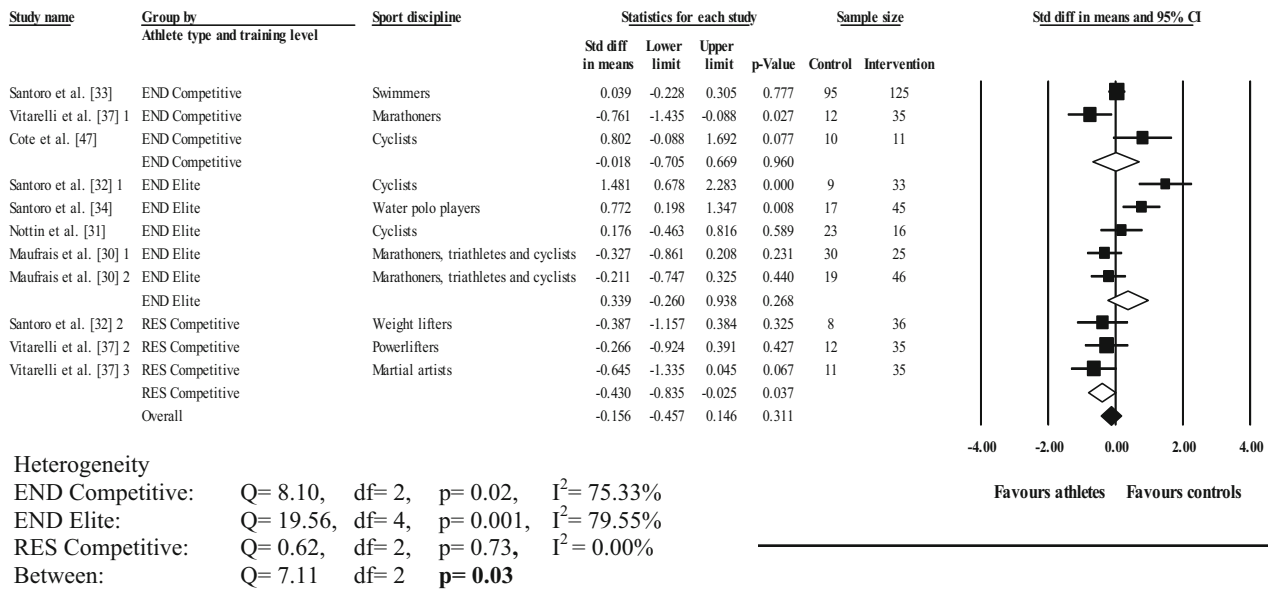 Study name Group by Sport discipline Statistics for each study Sample size Std diff in means and 95% CI
Athlete type and training level
Std diff Lower Upper
in means limit limit p-Value Control Intervention
Santoro et al. [33] END Competitive Swimmers 0.039 -0.228 0.305 0.777 95 125
Vitarelli et al. [37] 1 END Competitive Marathoners -0.761 -1.435 -0.088 0.027 12 35
Cote et al. [47] END Competitive Cyclists 0.802 -0.088 1.692 0.077 10 11
END Competitive -0.018 -0.705 0.669 0.960
Santoro et al. [32] 1 END Elite Cyclists 1.481 0.678 2.283 0.000 9 33
Santoro et al. [34] END Elite Water polo players 0.772 0.198 1.347 0.008 17 45
Nottin et al. [31] END Elite Cyclists 0.176 -0.463 0.816 0.589 23 16
Maufrais et al. [30] 1 END Elite Marathoners, triathletes and cyclists -0.327 -0.861 0.208 0.231 30 25
Maufrais et al. [30] 2 END Elite Marathoners, triathletes and cyclists -0.211 -0.747 0.325 0.440 19 46
END Elite 0.339 -0.260 0.938 0.268
Santoro et al. [32] 2 RES Competitive Weight lifters -0.387 -1.157 0.384 0.325 8 36
Vitarelli et al. [37] 2 RES Competitive Powerlifters -0.266 -0.924 0.391 0.427 12 35
Vitarelli et al. [37] 3 RES Competitive Martial artists -0.645 -1.335 0.045 0.067 11 35
RES Competitive -0.430 -0.835 -0.025 0.037
Overall -0.156 -0.457 0.146 0.311
-4.00 -2.00 0.00 2.00 4.00
Favours athletes Favours controls
Heterogeneity
END Competitive: Q= 8.10, df= 2, p= 0.02, I²= 75.33%
END Elite: Q= 19.56, df= 4, p= 0.001, I²= 79.55%
RES Competitive: Q= 0.62, df= 2, p= 0.73, I² = 0.00%
Between: Q= 7.11 df= 2 p= 0.03